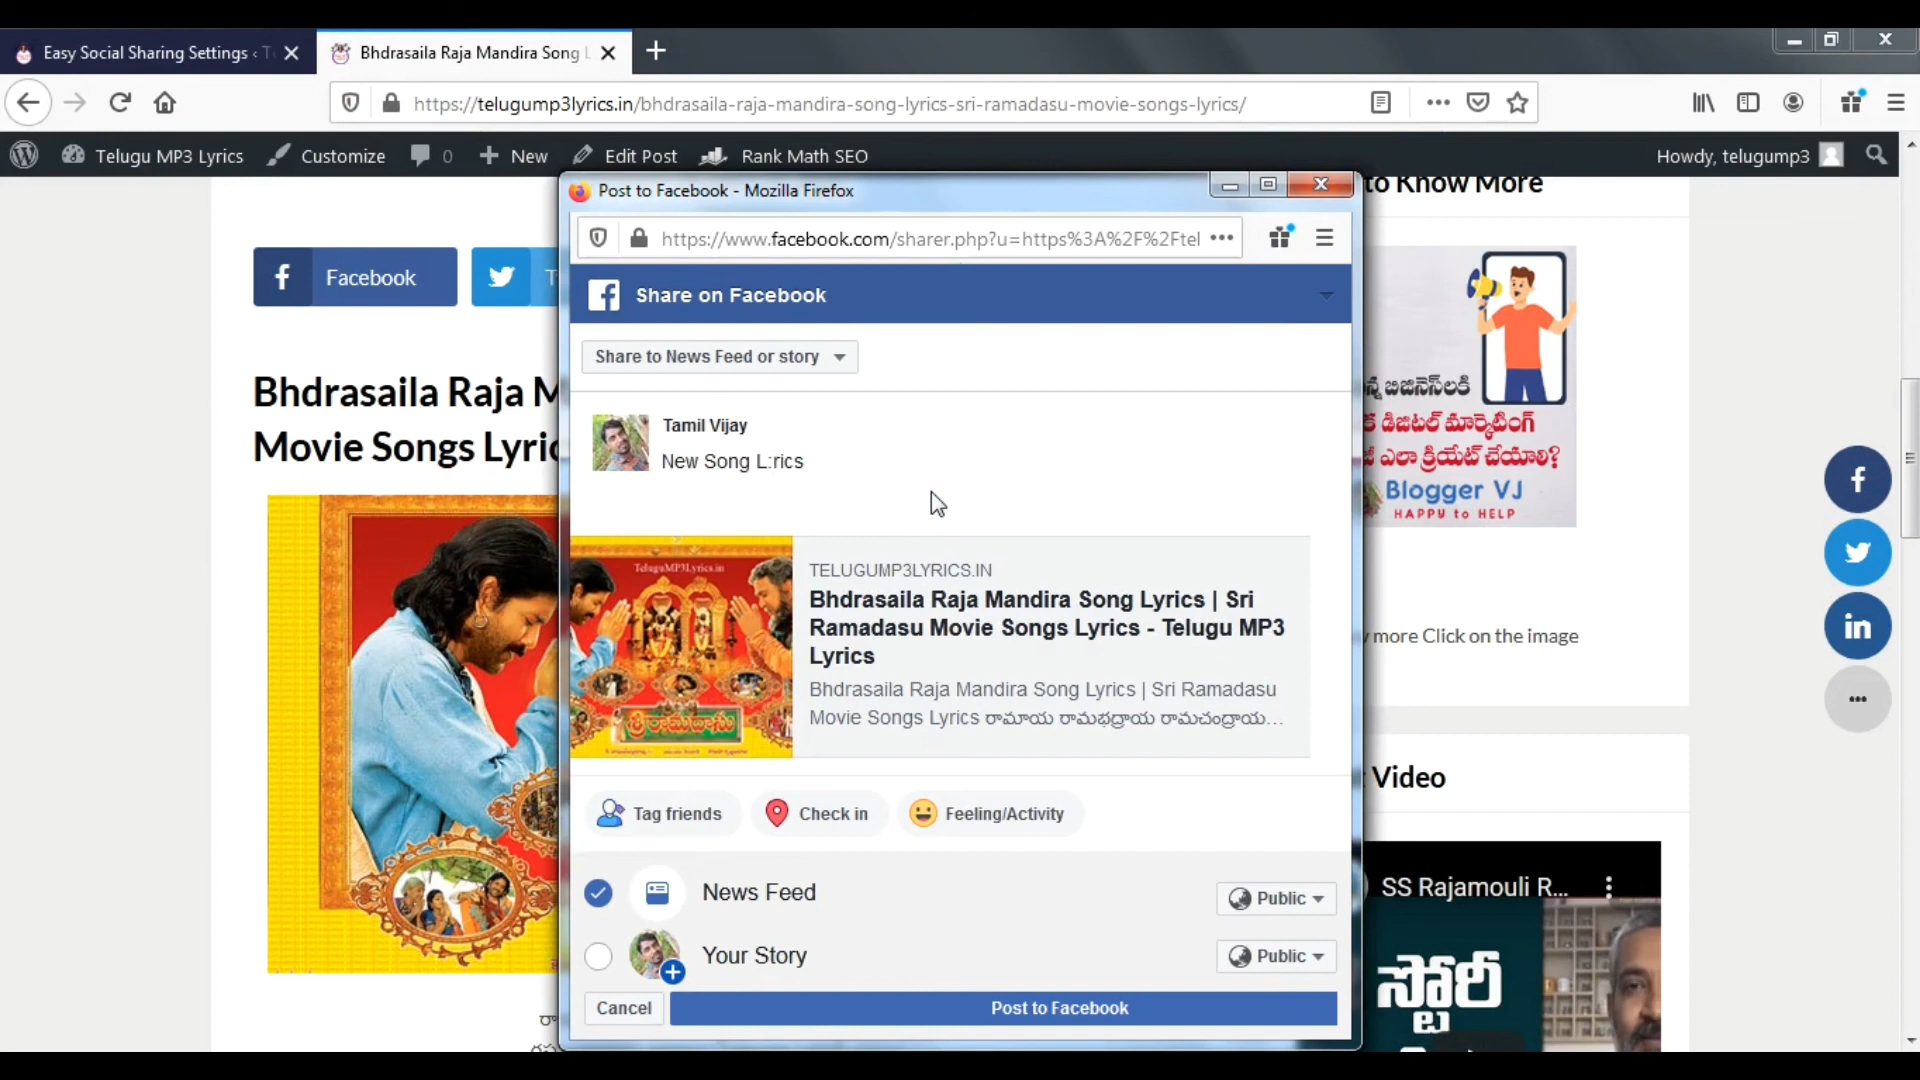 Easy Social Sharing Settings ‹ T
Bhdrasaila Raja Mandira Song L
https://telugump3lyrics.in/bhdrasaila-raja-mandira-song-lyrics-sri-ramadasu-movie-songs-lyrics/
Telugu MP3 Lyrics
Customize
0
New
Edit Post
Rank Math SEO
Howdy, telugump3
Post to Facebook - Mozilla Firefox
https://www.facebook.com/sharer.php?u=https%3A%2F%2Ftel
Share on Facebook
Share to News Feed or story
Tamil Vijay
New Song L:rics
TeluguMP3Lyrics.in
శ్రీరామదాసు
TELUGUMP3LYRICS.IN
Bhdrasaila Raja Mandira Song Lyrics | Sri
Ramadasu Movie Songs Lyrics - Telugu MP3
Lyrics
Bhdrasaila Raja Mandira Song Lyrics | Sri Ramadasu
Movie Songs Lyrics రామాయ రామభద్రాయ రామచంద్రాయ...
Tag friends
Check in
Feeling/Activity
News Feed
Public
Your Story
Public
Cancel
Post to Facebook
Facebook
T
Bhdrasaila Raja M
Movie Songs Lyric
రా
to Know More
న్న బిజినెస్‌లకి
డిజిటల్ మార్కెటింగ్
ఎలా క్రియేట్ చేయాలి?
Blogger VJ
HAPPY to HELP
more Click on the image
Video
SS Rajamouli R...
స్టోరీ